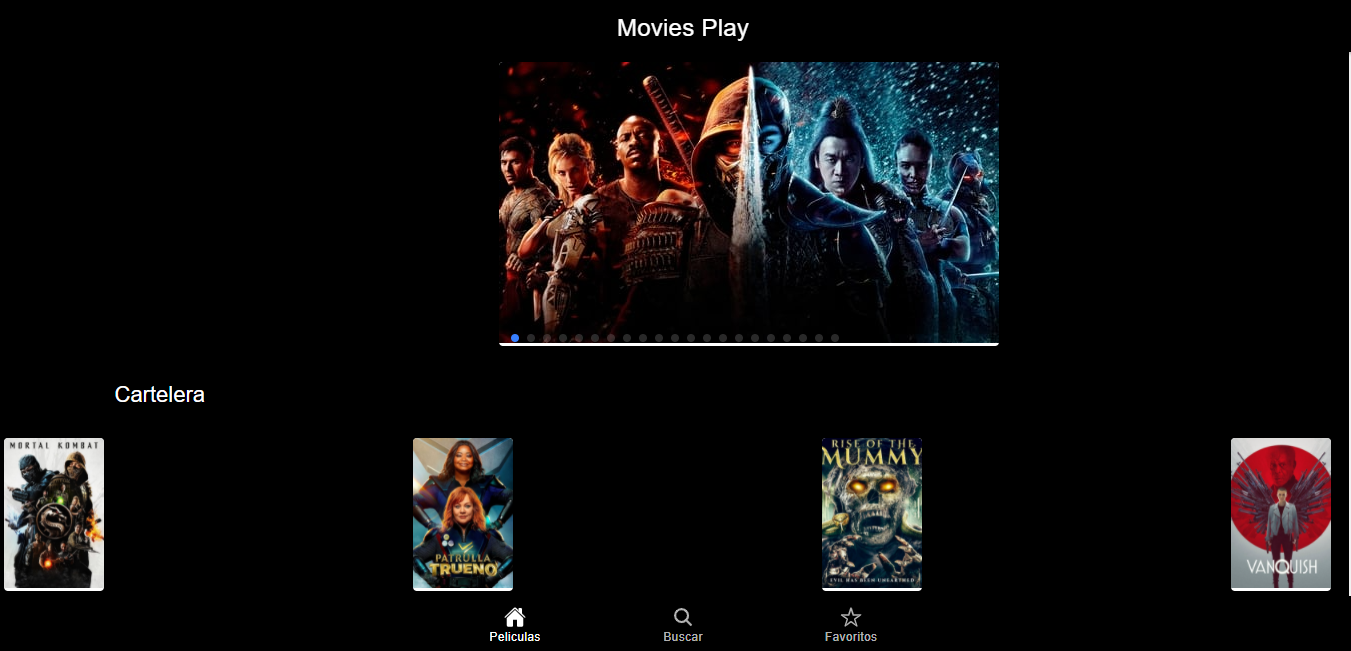 Movies Play
Cartelera
MORTAL KOMBAT
PATRULLA
TRUENO
RISE OF THE
MUMMY
EVIL HAS BEEN UNEARTHED
VANQUISH
Peliculas
Buscar
Favoritos